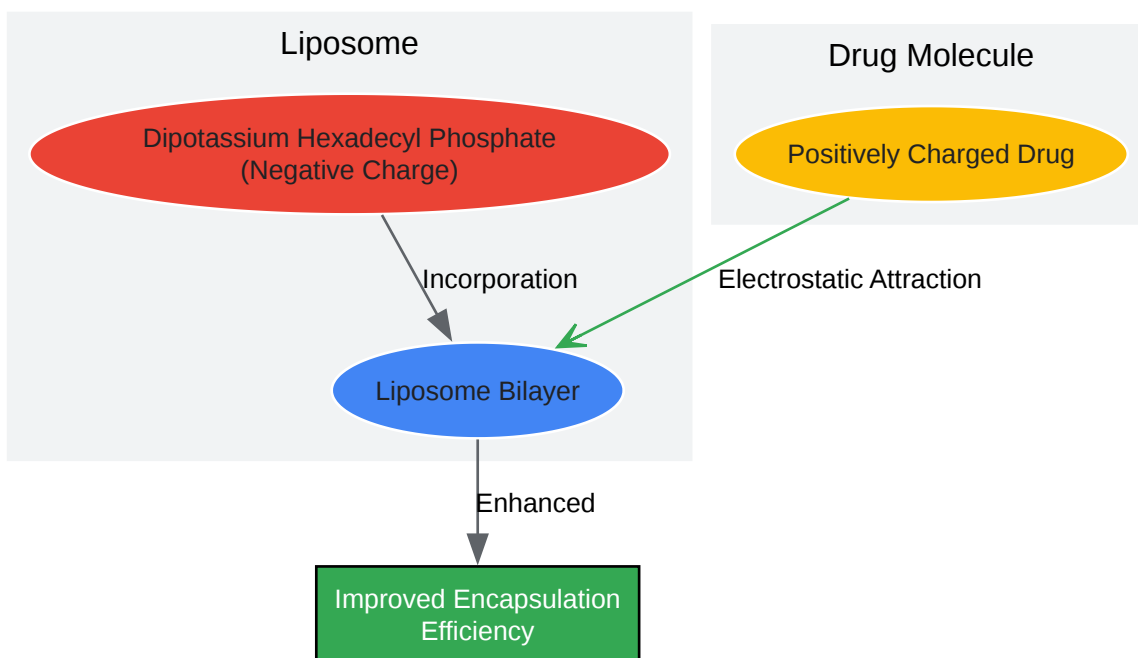 Liposome
Drug Molecule
Dipotassium Hexadecyl Phosphate
(Negative Charge)
Positively Charged Drug
Incorporation
Electrostatic Attraction
Liposome Bilayer
Enhanced
Improved Encapsulation
Efficiency